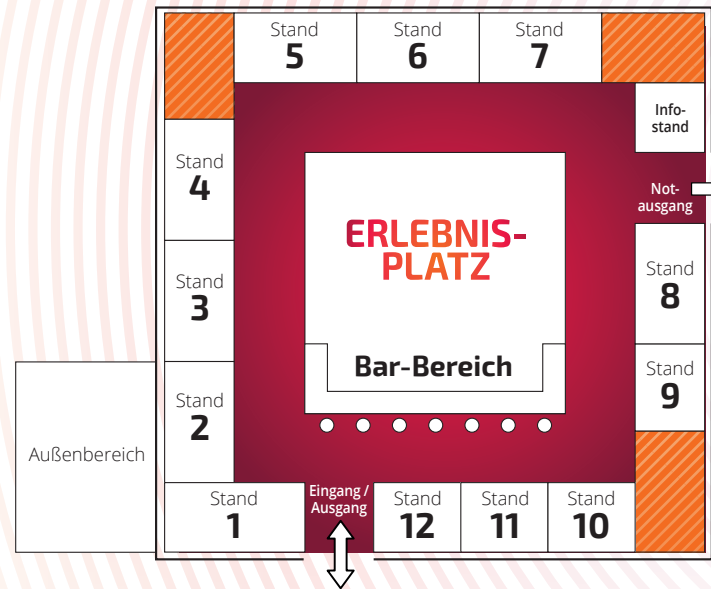 Stand
5
Stand
6
Stand
7
Info-
stand
Stand
4
Not-
ausgang
ERLEBNIS-
PLATZ
Stand
3
Stand
8
Bar-Bereich
Stand
9
Stand
2
Außenbereich
Stand
1
Eingang /
Ausgang
Stand
12
Stand
11
Stand
10